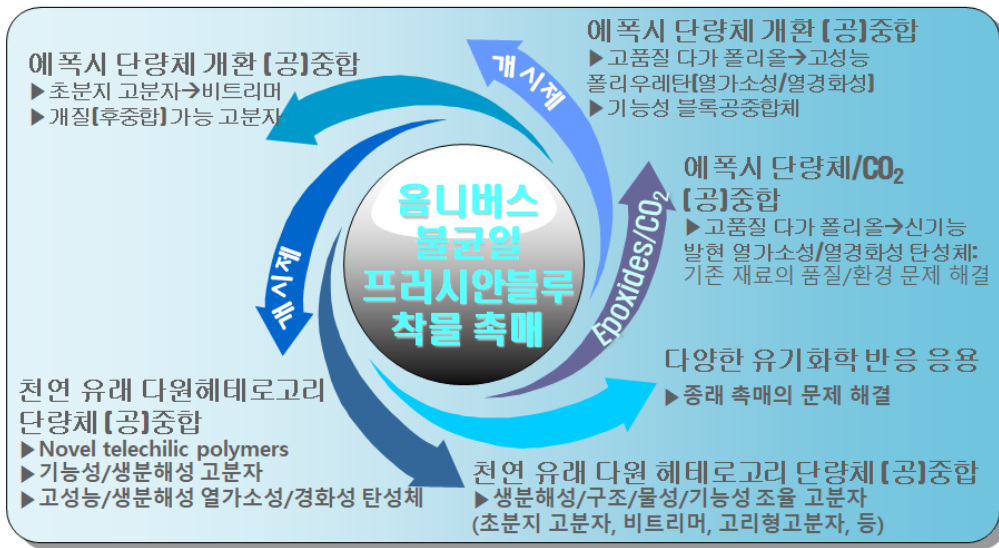 에폭시 단량체 개환 (공)중합
▶초분지 고분자→비트리머
▶개질(후중합) 가능 고분자
개시제
에폭시 단량체 개환 (공)중합
▶고품질 다가 폴리올→고성능
폴리우레탄(열가소성/열경화성)
▶기능성 블록공중합체
에폭시 단량체/CO₂
(공)중합
▶고품질 다가 폴리올→신기능
발현 열가소성/열경화성 탄성체:
기존 재료의 품질/환경 문제 해결
Epoxides/CO₂
옴니버스
불균일
프러시안블루
착물 촉매
개시제
다양한 유기화학 반응 응용
▶종래 촉매의 문제 해결
천연 유래 다원헤테로고리
단량체 (공)중합
▶Novel telechilic polymers
▶기능성/생분해성 고분자
▶고성능/생분해성 열가소성/경화성 탄성체
천연 유래 다원 헤테로고리 단량체 (공)중합
▶생분해성/구조/물성/기능성 조율 고분자
(초분지 고분자, 비트리머, 고리형고분자, 등)